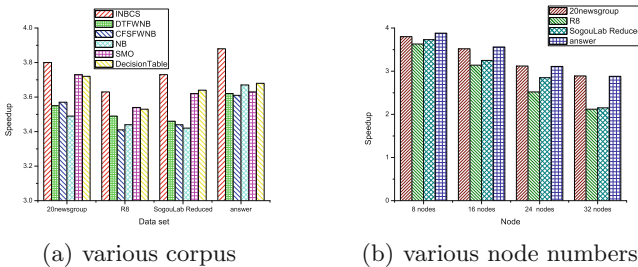 INBCS
DTFWNB
CFSFWNB
NB
SMO
DecisionTable
4.0
3.8
3.6
3.4
3.2
3.0
Speedup
20newsgroup R8 SogouLab Reduced answer
Data set
(a) various corpus
20newsgroup
R8
SogouLab Reduce
answer
4
3
2
1
0
Speedup
8 nodes 16 nodes 24 nodes 32 nodes
Node
(b) various node numbers